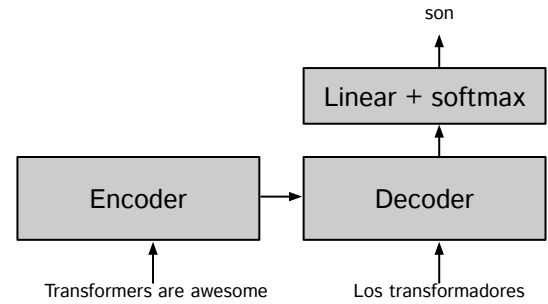 son
Linear + softmax
Encoder
Decoder
Transformers are awesome
Los transformadores